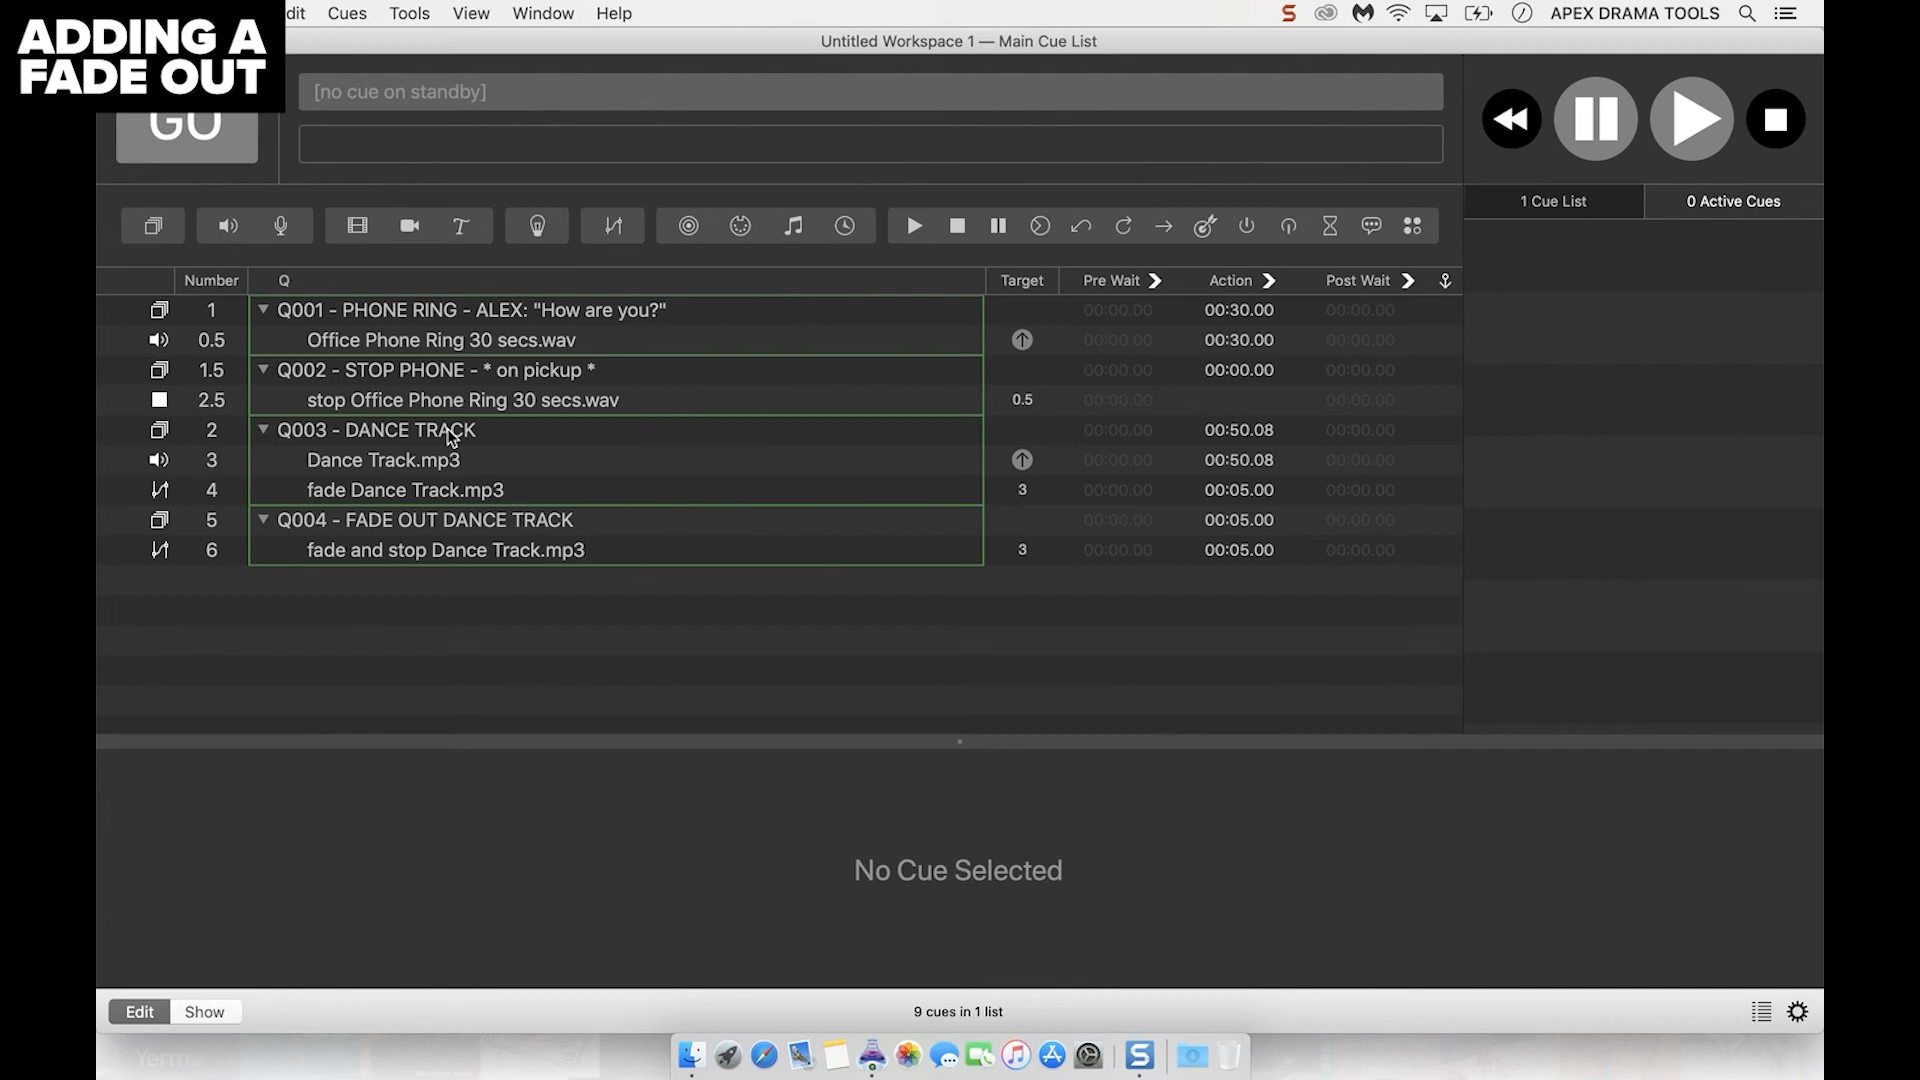 ADDING A
FADE OUT
dit Cues Tools View Window Help
APEX DRAMA TOOLS
Untitled Workspace 1 — Main Cue List
GO
[no cue on standby]
1 Cue List
0 Active Cues
Number Q Target Pre Wait Action Post Wait
1 Q001 - PHONE RING - ALEX: "How are you?" 00:00.00 00:30.00 00:00.00
0.5 Office Phone Ring 30 secs.wav 00:00.00 00:30.00 00:00.00
1.5 Q002 - STOP PHONE - * on pickup * 00:00.00 00:00.00 00:00.00
2.5 stop Office Phone Ring 30 secs.wav 0.5 00:00.00 00:00.00
2 Q003 - DANCE TRACK 00:00.00 00:50.08 00:00.00
3 Dance Track.mp3 00:00.00 00:50.08 00:00.00
4 fade Dance Track.mp3 3 00:00.00 00:05.00 00:00.00
5 Q004 - FADE OUT DANCE TRACK 00:00.00 00:05.00 00:00.00
6 fade and stop Dance Track.mp3 3 00:00.00 00:05.00 00:00.00
No Cue Selected
Edit Show
9 cues in 1 list
Yerma